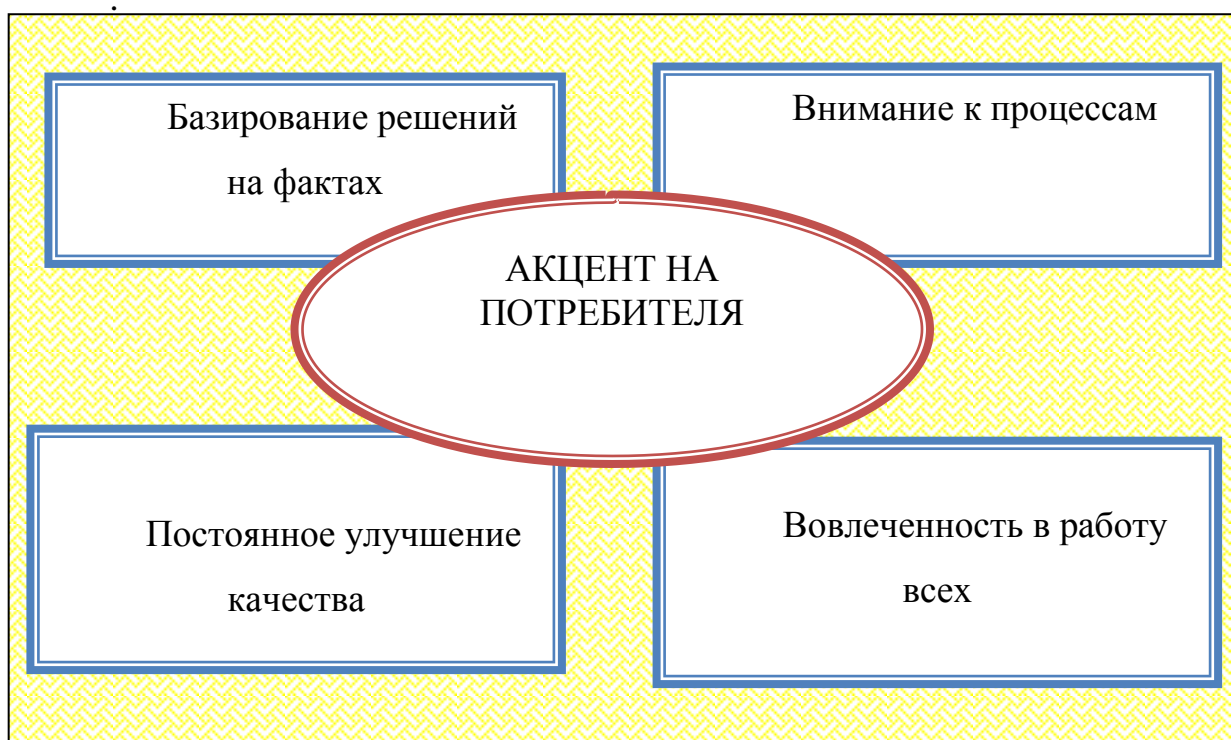 Базирование решений
на фактах
Внимание к процессам
АКЦЕНТ НА
ПОТРЕБИТЕЛЯ
Постоянное улучшение
качества
Вовлеченность в работу
всех